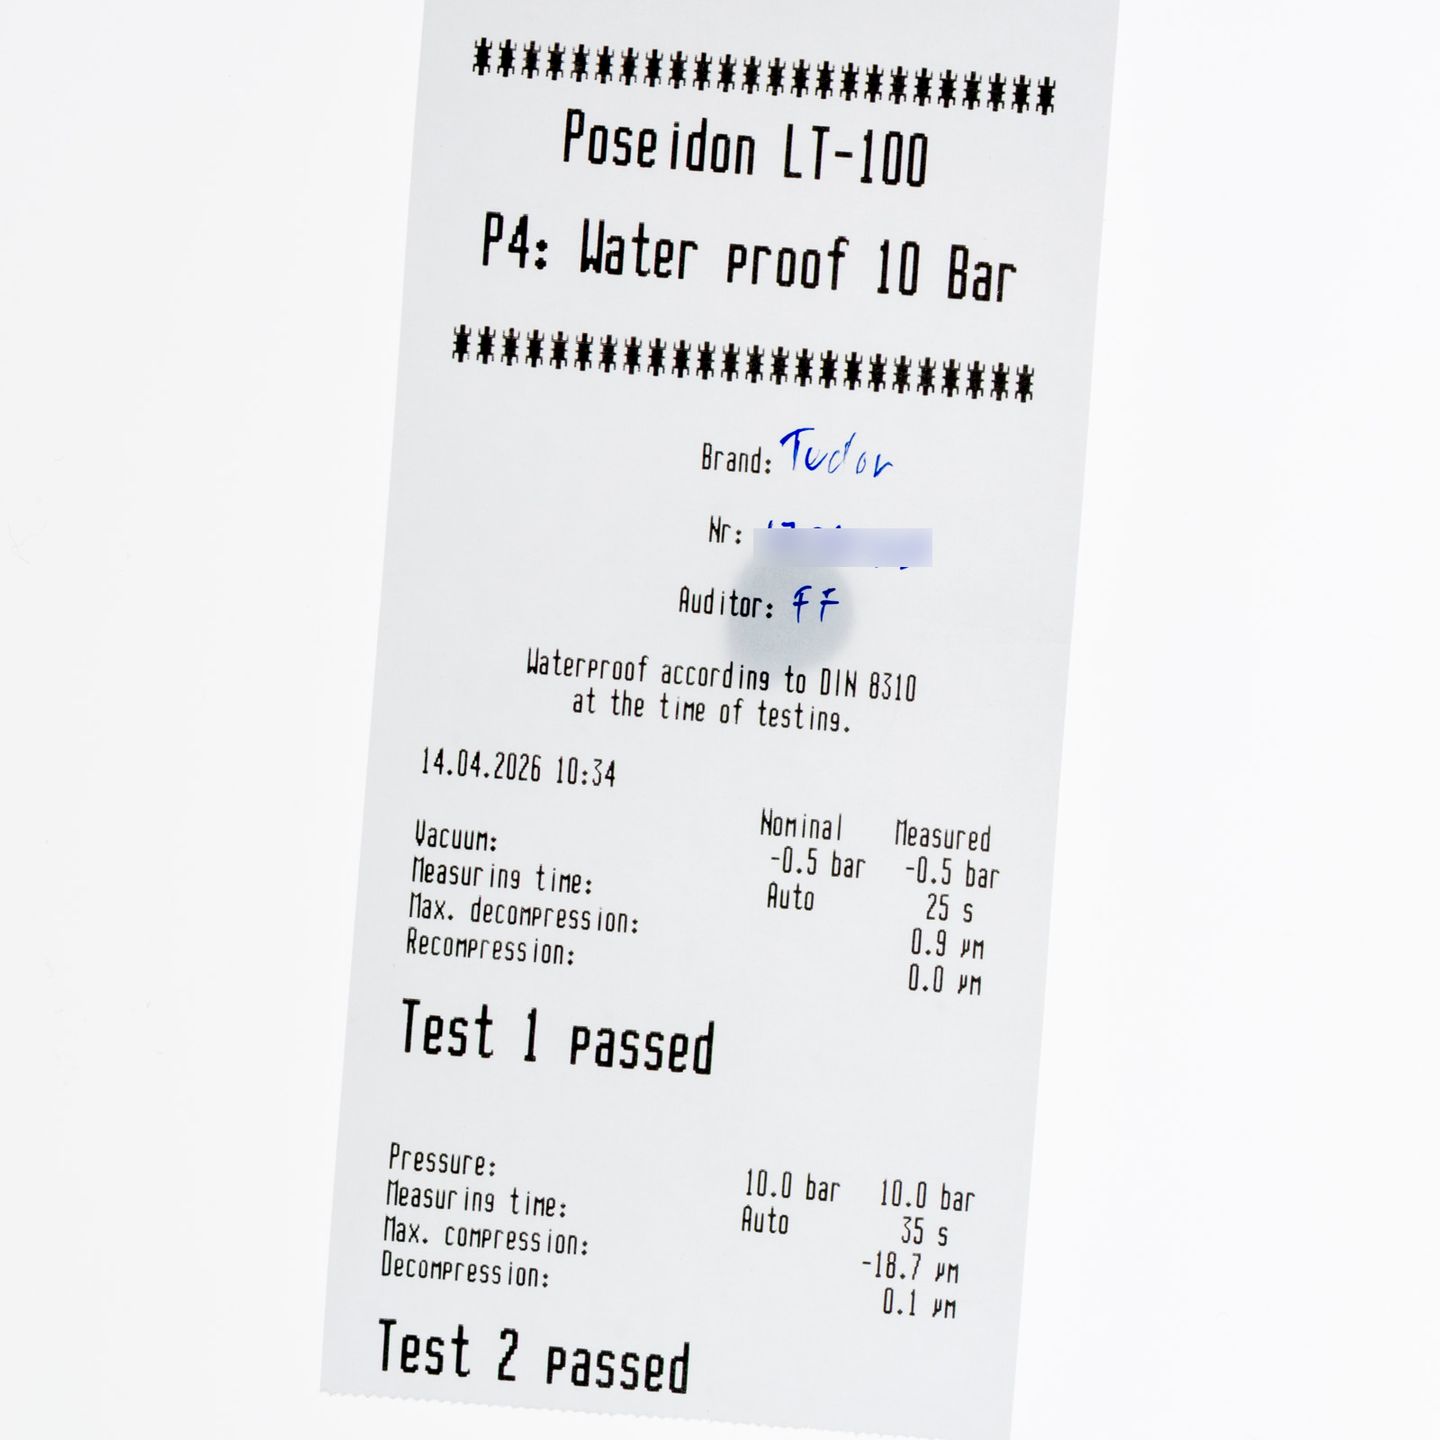 ************************
Poseidon LT-100
P4: Water proof 10 Bar
************************
Brand: Tudor
Nr:
Auditor: FF
Waterproof according to DIN 8310
at the time of testing.
14.04.2026 10:34
Nominal Measured
Vacuum: -0.5 bar -0.5 bar
Measuring time: Auto 25 s
Max. decompression: 0.9 µm
Recompression: 0.0 µm
Test 1 passed
Pressure: 10.0 bar 10.0 bar
Measuring time: Auto 35 s
Max. compression: -18.7 µm
Decompression: 0.1 µm
Test 2 passed